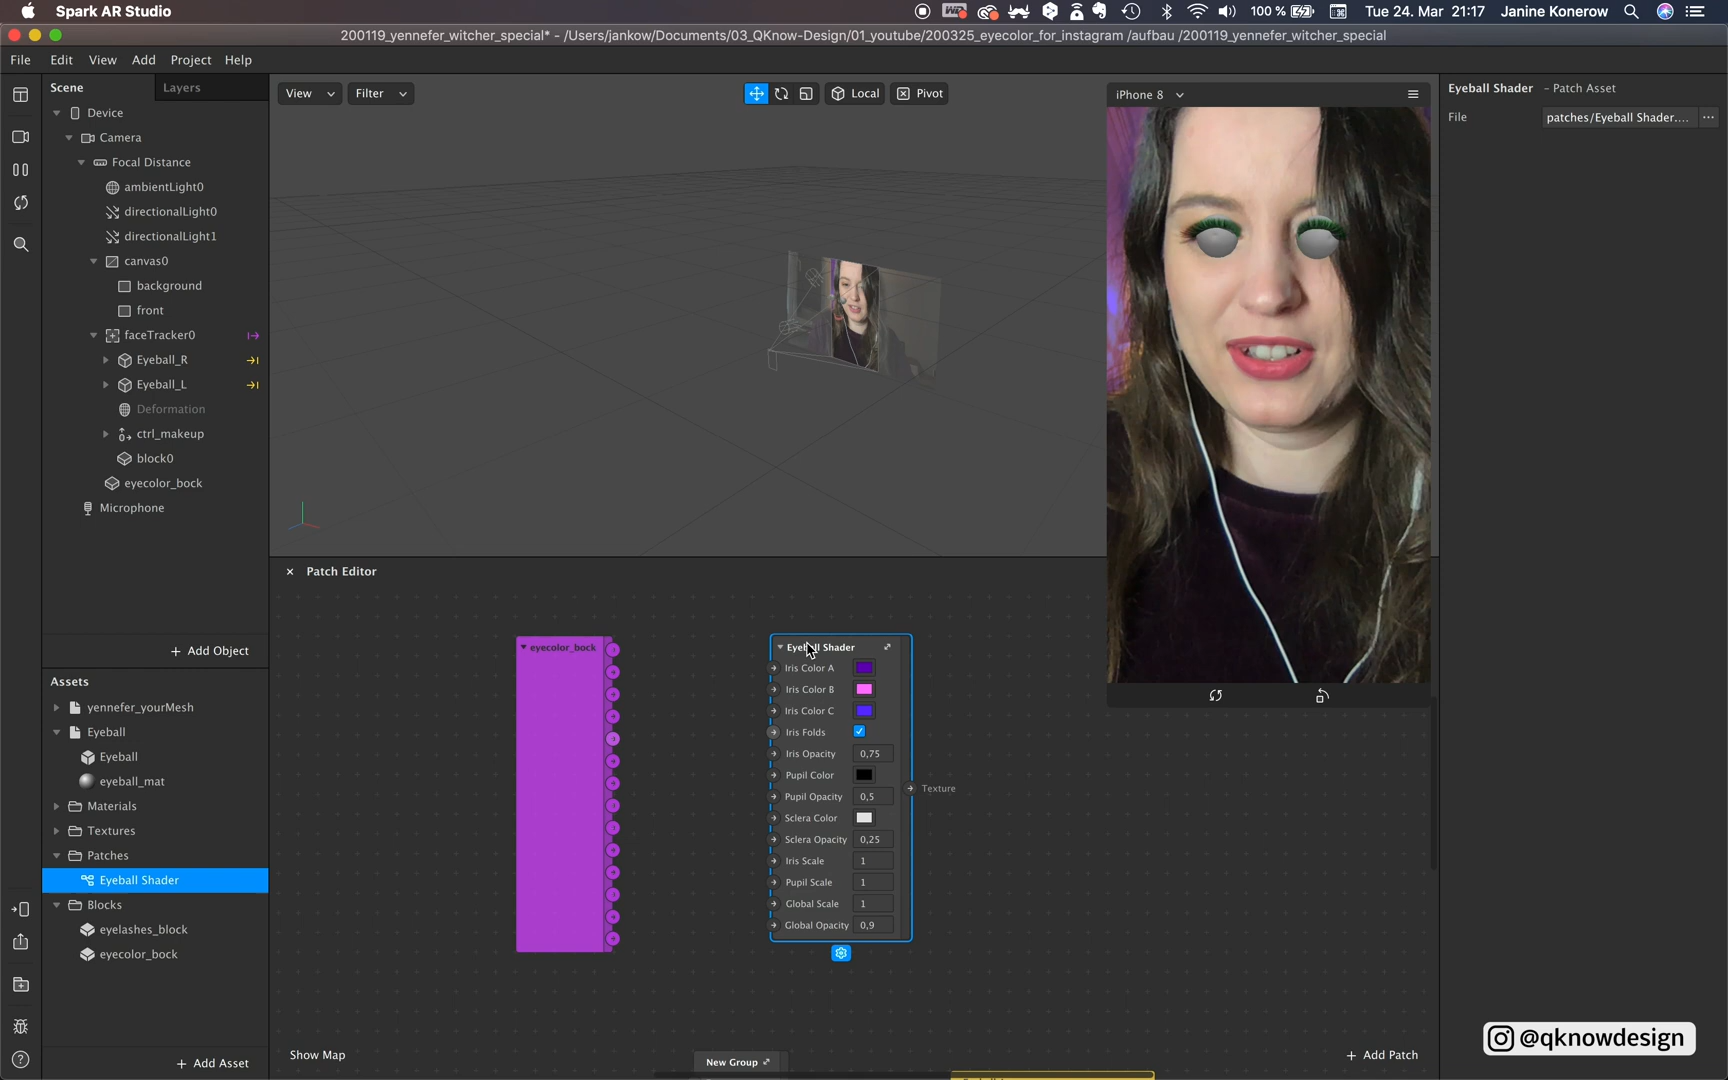 Spark AR Studio
100 %
Tue 24. Mar 21:17
Janine Konerow
200119_yennefer_witcher_special* - /Users/jankow/Documents/03_QKnow-Design/01_youtube/200325_eyecolor_for_instagram /aufbau /200119_yennefer_witcher_special
File Edit View Add Project Help
Scene
Layers
Device
Camera
Focal Distance
ambientLight0
directionalLight0
directionalLight1
canvas0
background
front
faceTracker0
Eyeball_R
Eyeball_L
Deformation
ctrl_makeup
block0
eyecolor_bock
Microphone
+ Add Object
Assets
yennefer_yourMesh
Eyeball
Eyeball
eyeball_mat
Materials
Textures
Patches
Eyeball Shader
Blocks
eyelashes_block
eyecolor_bock
+ Add Asset
View
Filter
Local
Pivot
iPhone 8
Eyeball Shader - Patch Asset
File
patches/Eyeball Shader....
Patch Editor
eyecolor_bock
Iris Color A
Iris Color B
Iris Color C
Iris Folds
Iris Opacity 0,75
Pupil Color
Pupil Opacity 0,5
Sclera Color
Sclera Opacity 0,25
Iris Scale 1
Pupil Scale 1
Global Scale 1
Global Opacity 0,9
Texture
Show Map
New Group
+ Add Patch
@qknowdesign